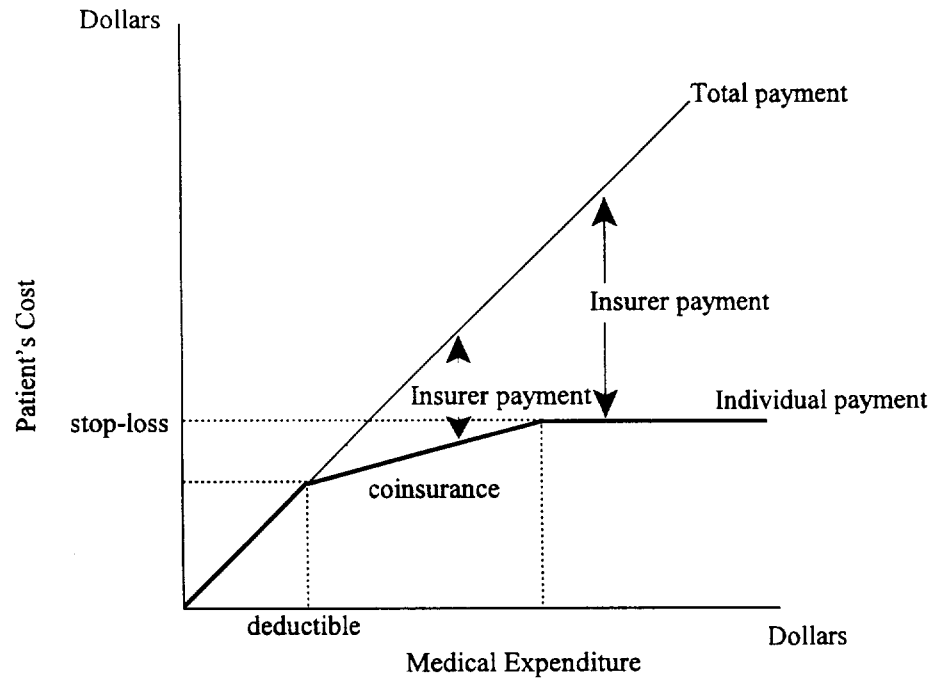 Dollars
Total payment
Insurer payment
Insurer payment
Individual payment
Patient's Cost
stop-loss
coinsurance
deductible
Dollars
Medical Expenditure